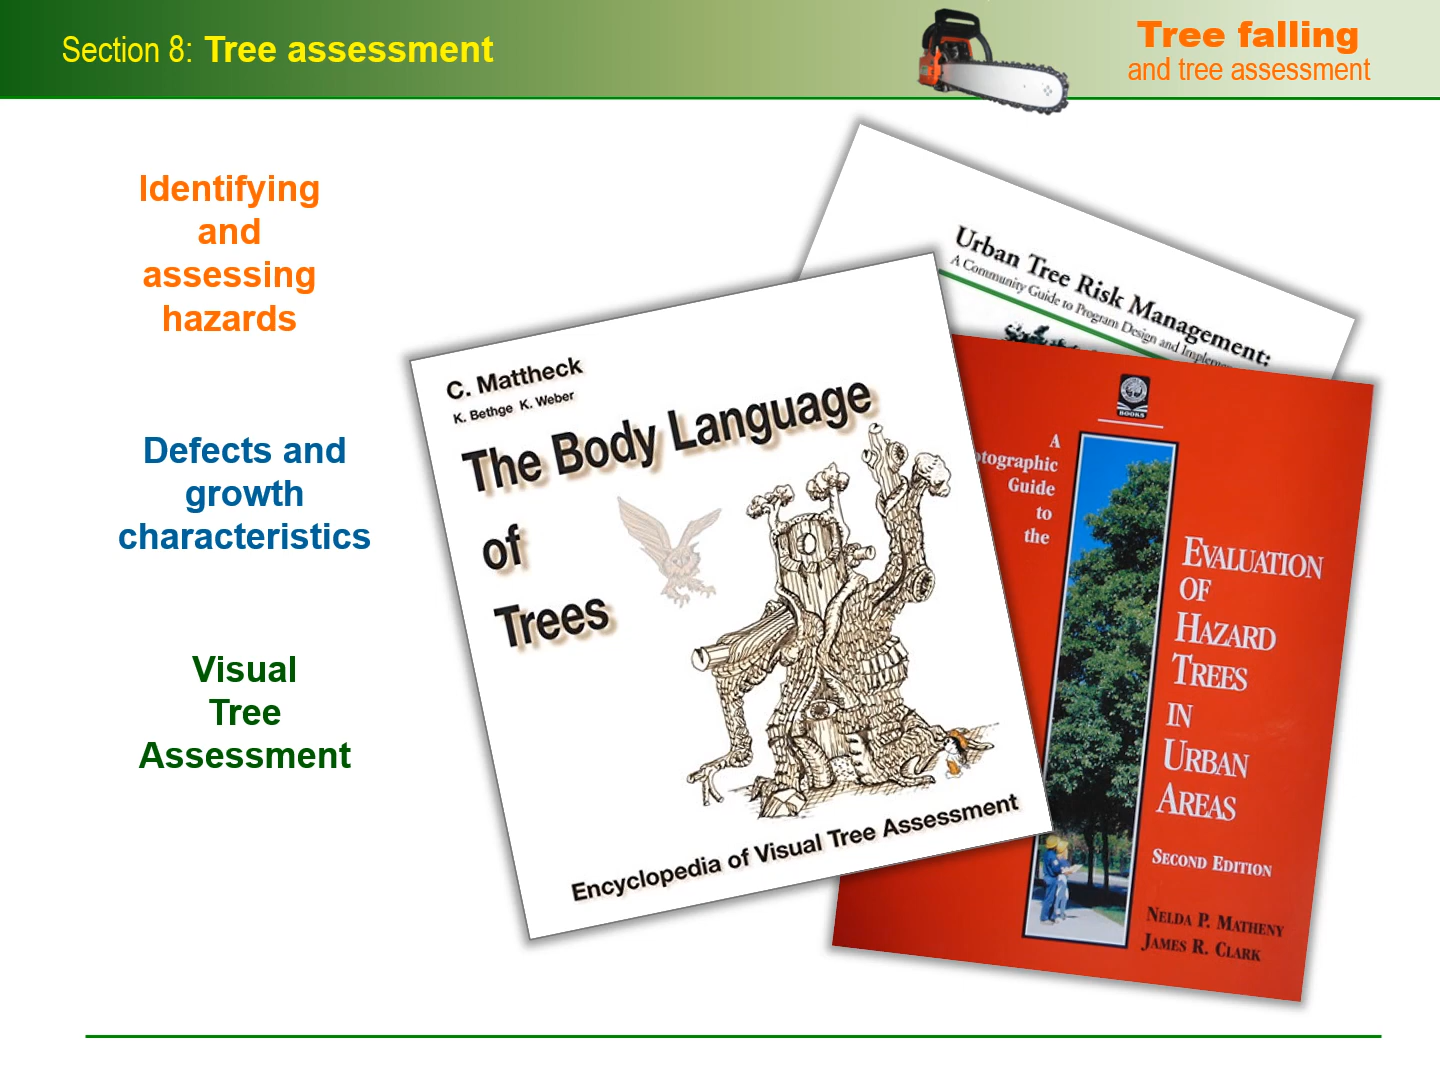 Section 8: Tree assessment
Tree falling
and tree assessment
Identifying
and
assessing
hazards
Defects and
growth
characteristics
Visual
Tree
Assessment
Urban Tree Risk Management:
A Community Guide to Program Design and
C. Mattheck
K. Bethge K. Weber
The Body Language
of
Trees
Encyclopedia of Visual Tree Assessment
BOOKS
A
Guide
to
the
EVALUATION
OF
HAZARD
TREES
IN
URBAN
AREAS
SECOND EDITION
NELDA P. MATHENY
JAMES R. CLARK